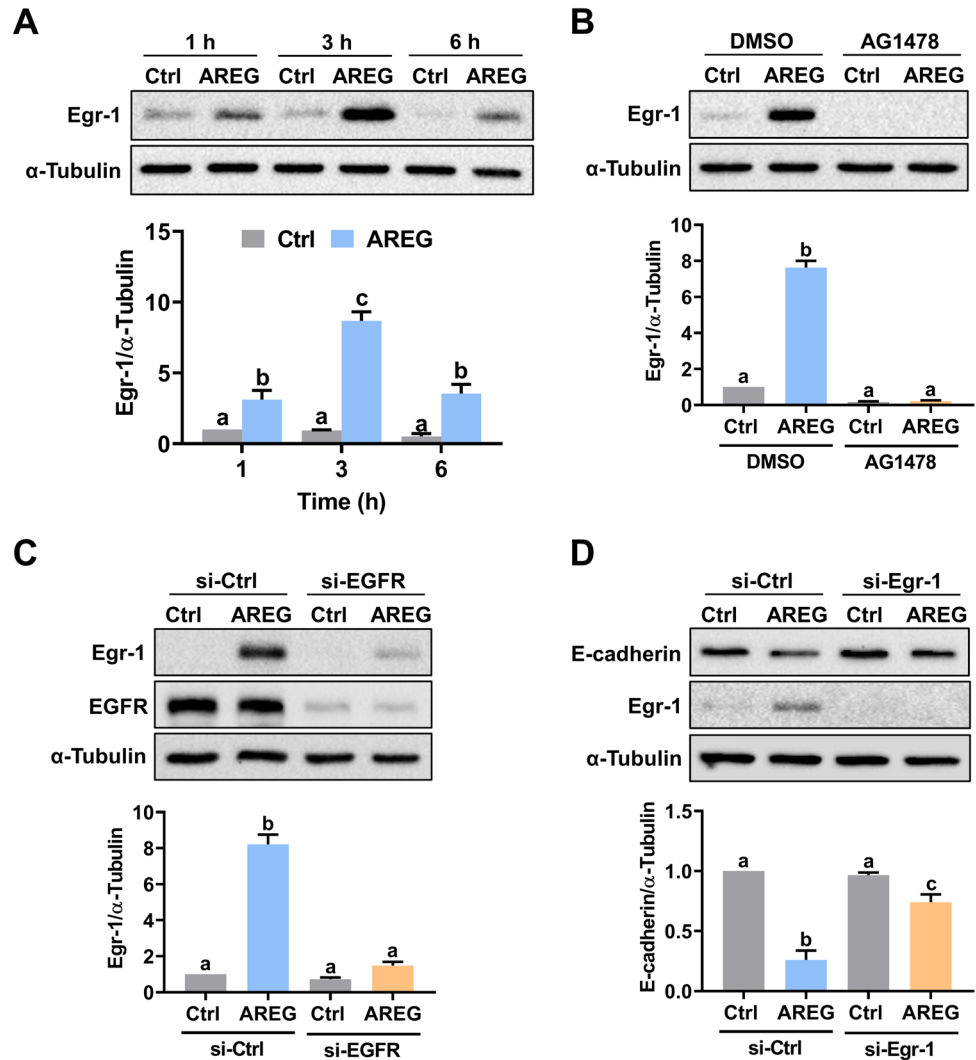 A
1 h 3 h 6 h
Ctrl AREG Ctrl AREG Ctrl AREG
Egr-1
α-Tubulin
Egr-1/α-Tubulin
15
10
5
0
Ctrl AREG
a b a c a b
1 3 6
Time (h)
B
DMSO AG1478
Ctrl AREG Ctrl AREG
Egr-1
α-Tubulin
Egr-1/α-Tubulin
10
8
6
4
2
0
a b a a
Ctrl AREG Ctrl AREG
DMSO AG1478
C
si-Ctrl si-EGFR
Ctrl AREG Ctrl AREG
Egr-1
EGFR
α-Tubulin
Egr-1/α-Tubulin
10
8
6
4
2
0
a b a a
Ctrl AREG Ctrl AREG
si-Ctrl si-EGFR
D
si-Ctrl si-Egr-1
Ctrl AREG Ctrl AREG
E-cadherin
Egr-1
α-Tubulin
E-cadherin/α-Tubulin
1.5
1.0
0.5
0.0
a b a c
Ctrl AREG Ctrl AREG
si-Ctrl si-Egr-1